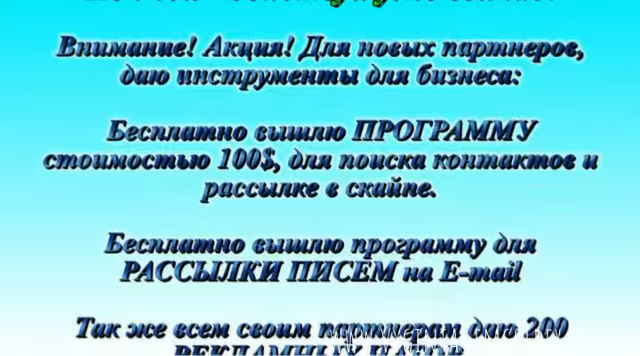 Внимание! Акция! Для новых партнеров,
даю инструменты для бизнеса:
Бесплатно вышлю ПРОГРАММУ
стоимостью 100$, для поиска контактов и
рассылке в скайпе.
Бесплатно вышлю программу для
РАССЫЛКИ ПИСЕМ на E-mail
Так же всем своим партнерам даю 200